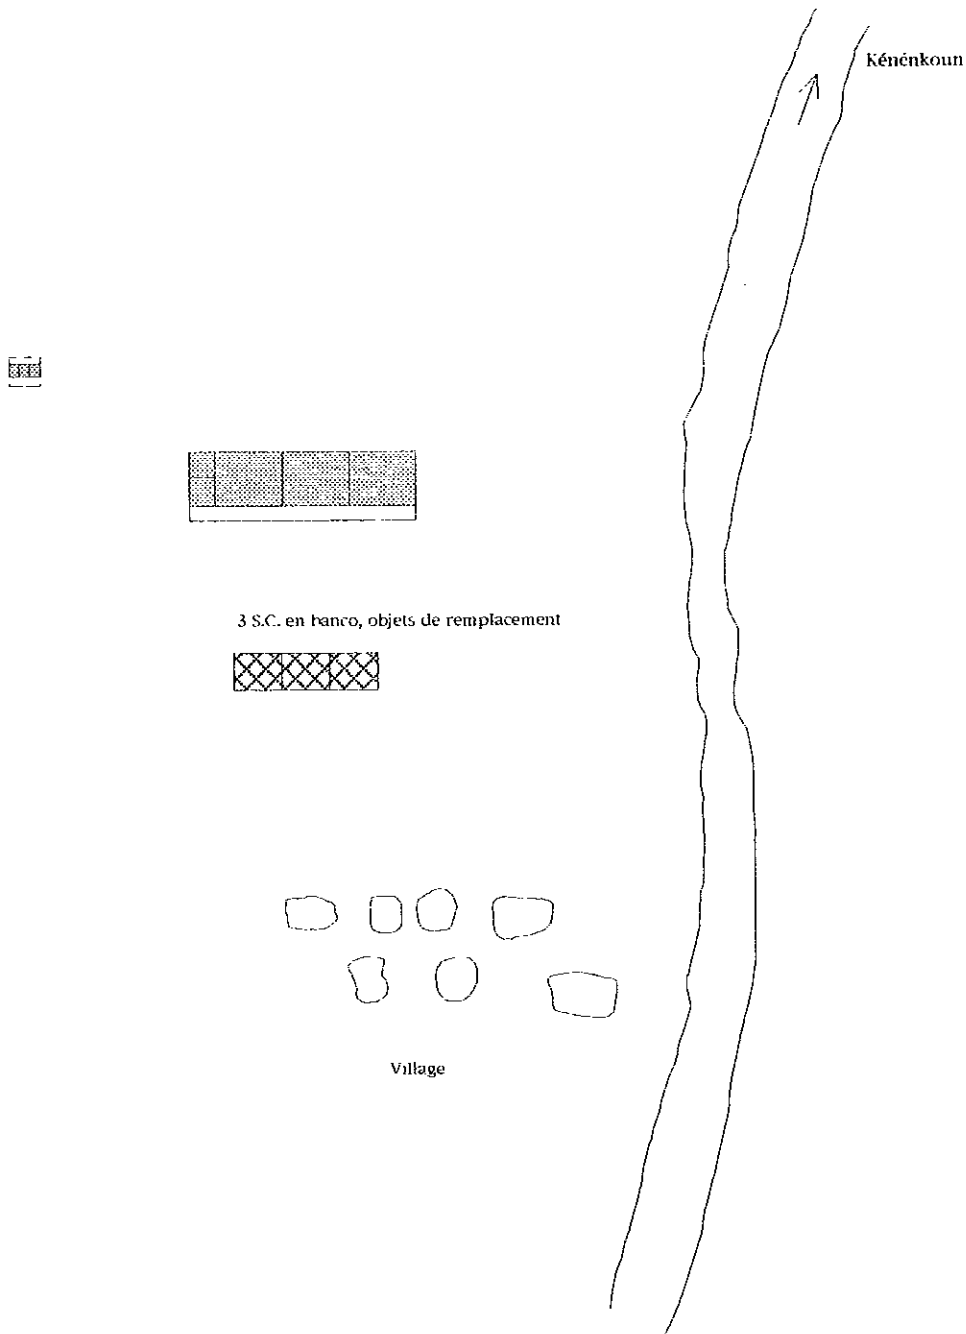 Kénénkoun
3 S.C. en banco, objets de remplacement
Village